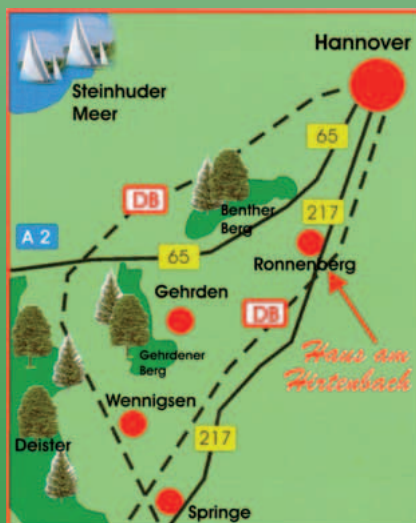 Hannover
Steinhuder
Meer
65
DB
Benther
Berg
217
A 2
65
Ronnenberg
Gehrden
DB
Haus am
Hirtenbach
Gehrdener
Berg
Wennigsen
217
Deister
Springe